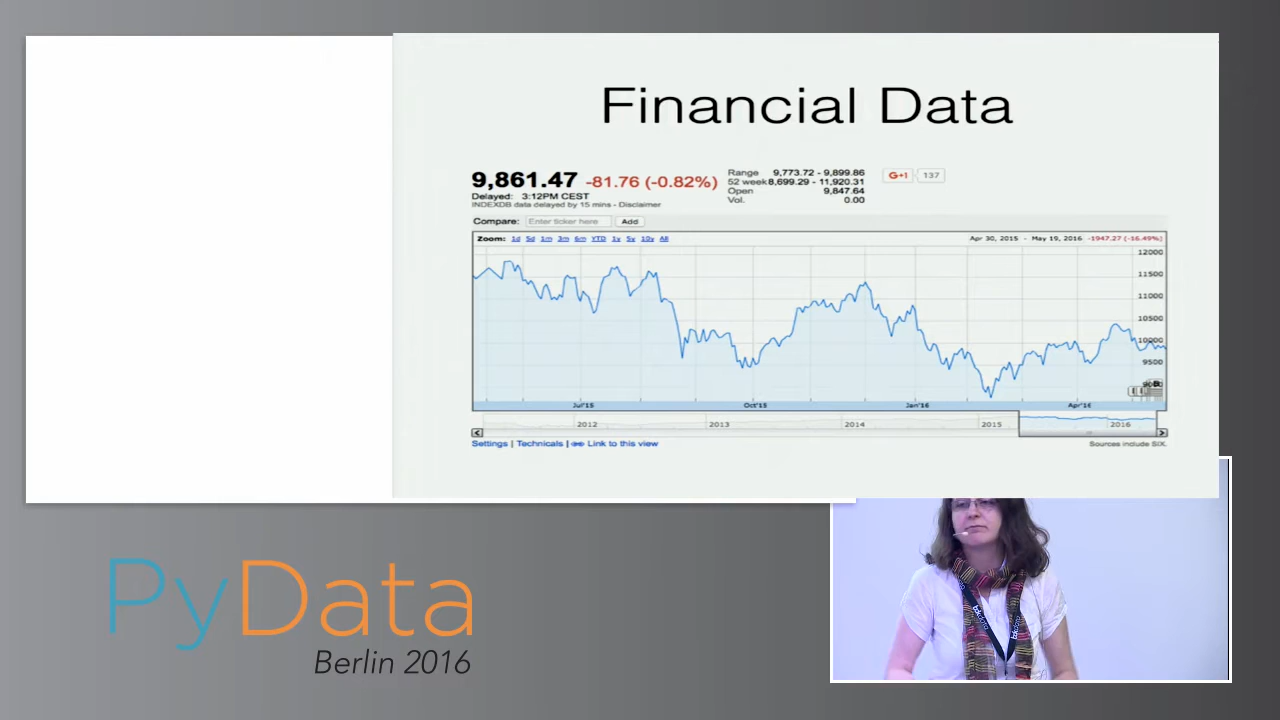 Financial Data
9,861.47 -81.76 (-0.82%)
Delayed: 3:12PM CEST
INDEXDB data delayed by 15 mins - Disclaimer
Range 9,773.72 - 9,899.86
52 week 8,699.29 - 11,920.31
Open 9,847.64
Vol. 0.00
G+1 137
Compare: Enter ticker here Add
Zoom: 1d 5d 1m 3m 6m YTD 1y 5y 10y All
Apr 30, 2015 - May 19, 2016 -1947.27 (-16.49%)
12000
11500
11000
10500
10000
9500
Jul'15 Oct'15 Jan'16 Apr'16
2012 2013 2014 2015 2016
Settings | Technicals | Link to this view
Sources include SIX
PyData
Berlin 2016